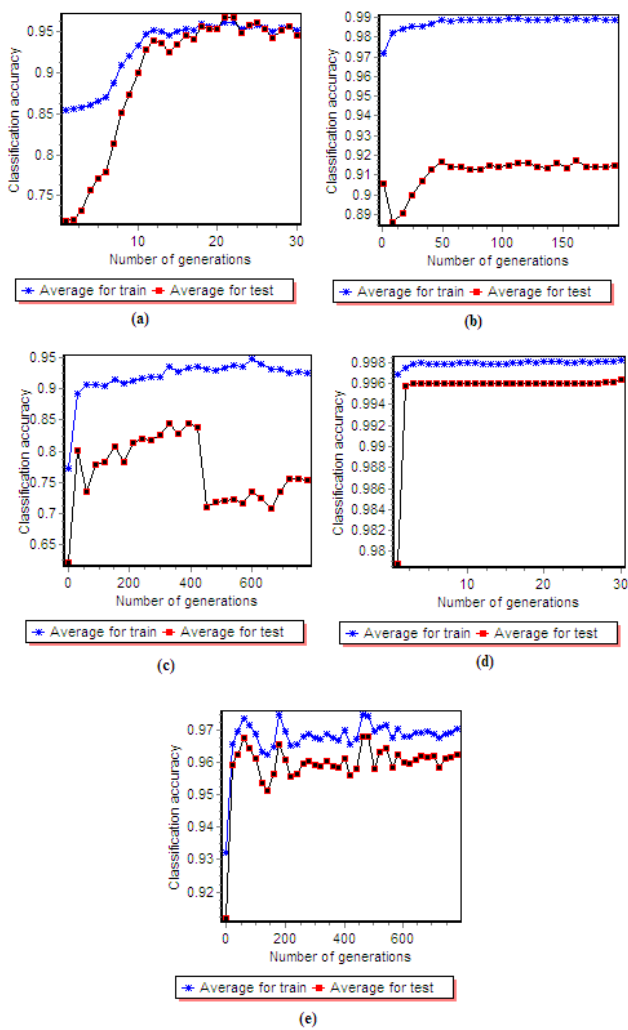 Classification accuracy
0.95
0.9
0.85
0.8
0.75
0
10
20
30
Number of generations
Average for train
Average for test
(a)
Classification accuracy
0.99
0.98
0.97
0.96
0.95
0.94
0.93
0.92
0.91
0.9
0.89
0
50
100
150
Number of generations
Average for train
Average for test
(b)
Classification accuracy
0.95
0.9
0.85
0.8
0.75
0.7
0.65
0
200
400
600
Number of generations
Average for train
Average for test
(c)
Classification accuracy
0.998
0.996
0.994
0.992
0.99
0.988
0.986
0.984
0.982
0.98
10
20
30
Number of generations
Average for train
Average for test
(d)
Classification accuracy
0.97
0.96
0.95
0.94
0.93
0.92
0
200
400
600
Number of generations
Average for train
Average for test
(e)